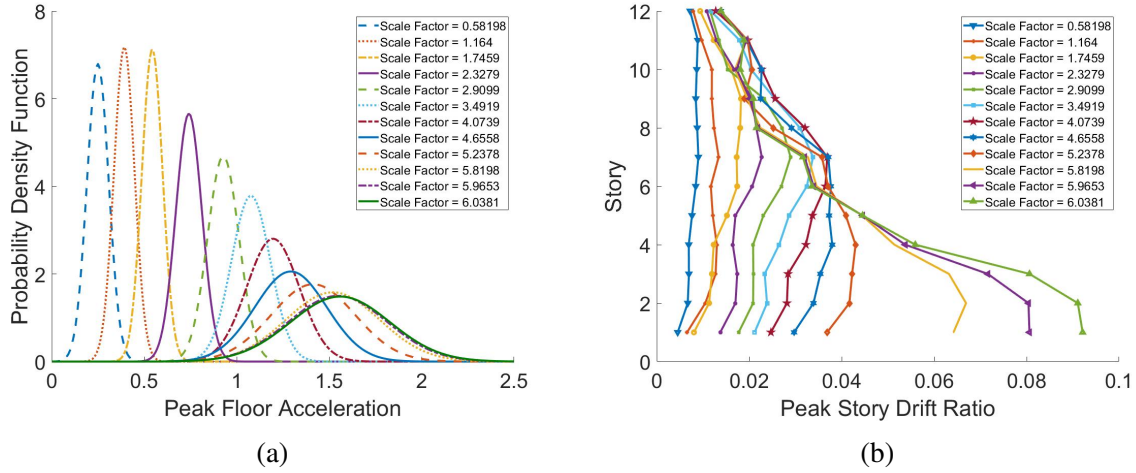 8
6
4
2
0
0
0.5
1
1.5
2
2.5
Probability Density Function
Peak Floor Acceleration
Scale Factor = 0.58198
Scale Factor = 1.164
Scale Factor = 1.7459
Scale Factor = 2.3279
Scale Factor = 2.9099
Scale Factor = 3.4919
Scale Factor = 4.0739
Scale Factor = 4.6558
Scale Factor = 5.2378
Scale Factor = 5.8198
Scale Factor = 5.9653
Scale Factor = 6.0381
(a)
12
10
8
6
4
2
0
0
0.02
0.04
0.06
0.08
0.1
Story
Peak Story Drift Ratio
Scale Factor = 0.58198
Scale Factor = 1.164
Scale Factor = 1.7459
Scale Factor = 2.3279
Scale Factor = 2.9099
Scale Factor = 3.4919
Scale Factor = 4.0739
Scale Factor = 4.6558
Scale Factor = 5.2378
Scale Factor = 5.8198
Scale Factor = 5.9653
Scale Factor = 6.0381
(b)